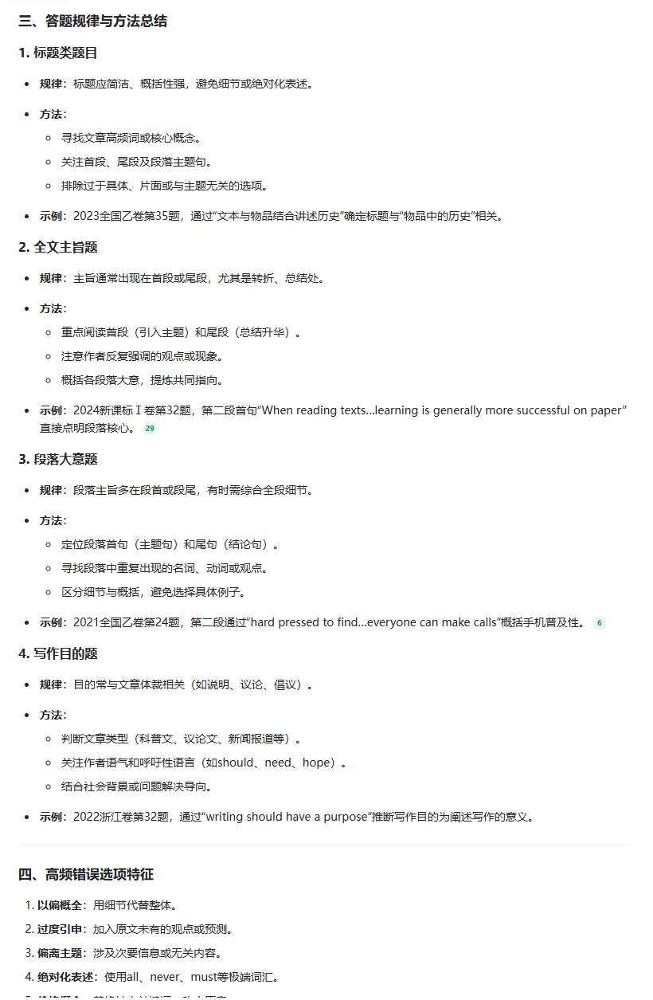 三、答题规律与方法总结
1. 标题类题目
• 规律：标题应简洁、概括性强，避免细节或绝对化表述。
• 方法：
○ 寻找文章高频词或核心概念。
○ 关注首段、尾段及段落主题句。
○ 排除过于具体、片面或与主题无关的选项。
• 示例：2023全国乙卷第35题，通过“文本与物品结合讲述历史”确定标题与“物品中的历史”相关。
2. 全文主旨题
• 规律：主旨通常出现在首段或尾段，尤其是转折、总结处。
• 方法：
○ 重点阅读首段（引入主题）和尾段（总结升华）。
○ 注意作者反复强调的观点或现象。
○ 概括各段落大意，提炼共同指向。
• 示例：2024新课标Ⅰ卷第32题，第二段首句“When reading texts...learning is generally more successful on paper”
直接点明段落核心。 29
3. 段落大意题
• 规律：段落主旨多在段首或段尾，有时需综合全段细节。
• 方法：
○ 定位段落首句（主题句）和尾句（结论句）。
○ 寻找段落中重复出现的名词、动词或观点。
○ 区分细节与概括，避免选择具体例子。
• 示例：2021全国乙卷第24题，第二段通过“hard pressed to find...everyone can make calls”概括手机普及性。 6
4. 写作目的题
• 规律：目的常与文章体裁相关（如说明、议论、倡议）。
• 方法：
○ 判断文章类型（科普文、议论文、新闻报道等）。
○ 关注作者语气和呼吁性语言（如should、need、hope）。
○ 结合社会背景或问题解决导向。
• 示例：2022浙江卷第32题，通过“writing should have a purpose”推断写作目的为阐述写作的意义。
四、高频错误选项特征
1. 以偏概全：用细节代替整体。
2. 过度引申：加入原文未有的观点或预测。
3. 偏离主题：涉及次要信息或无关内容。
4. 绝对化表述：使用all、never、must等极端词汇。